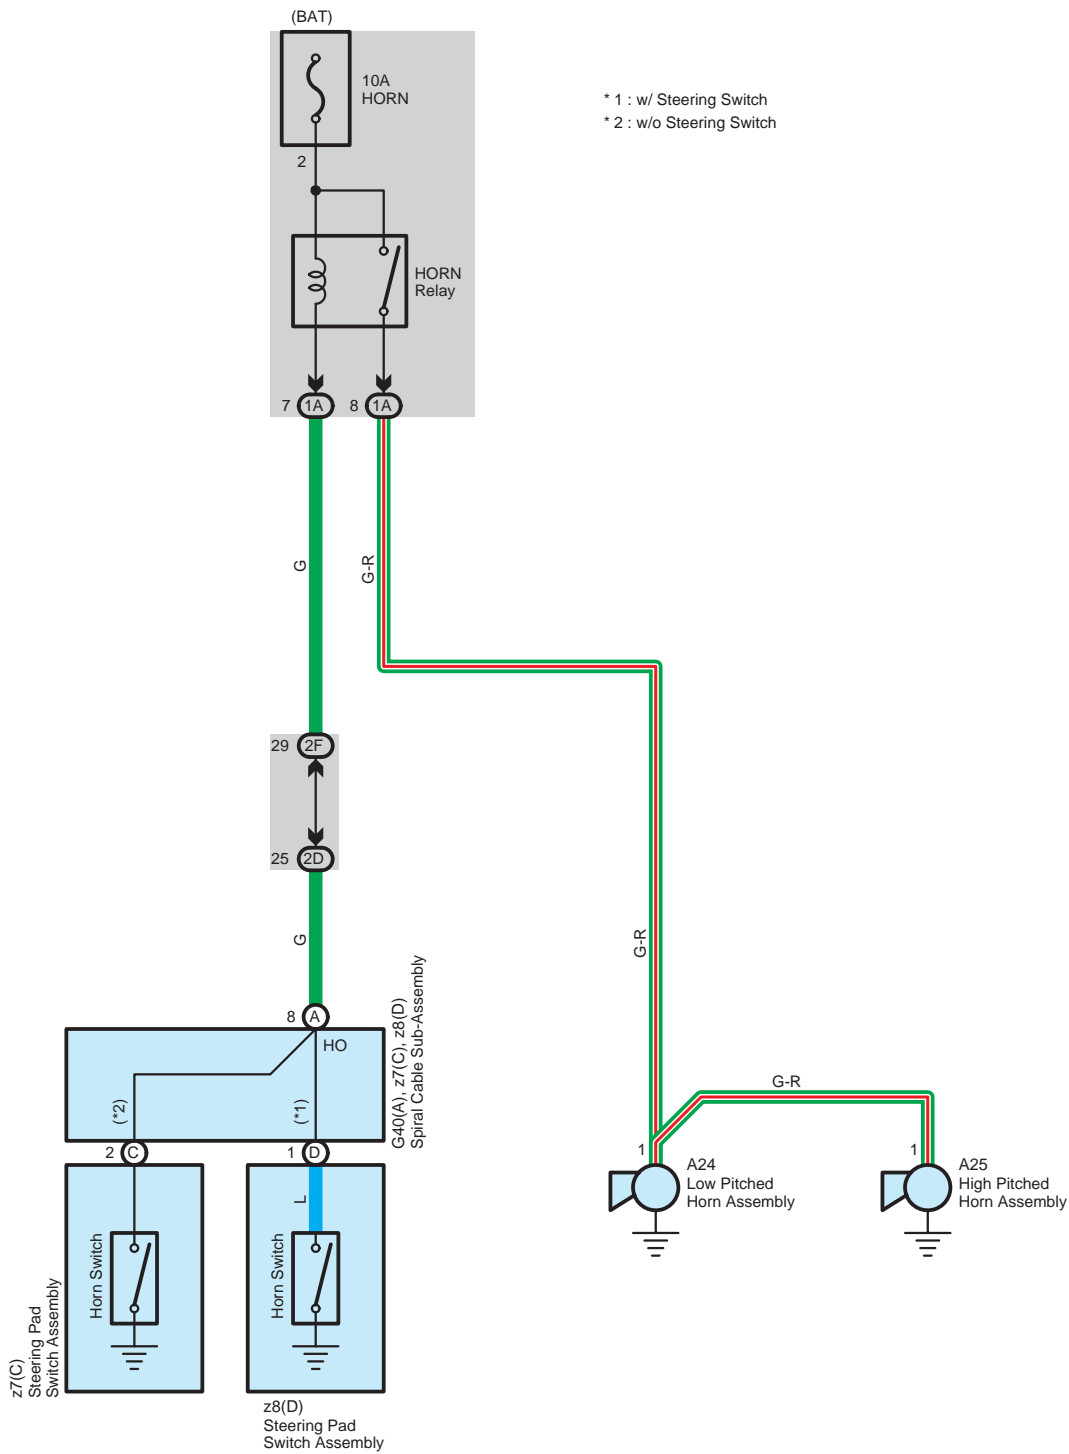 (BAT)
10A
HORN
* 1 : w/ Steering Switch
* 2 : w/o Steering Switch
2
HORN
Relay
7
1A
8
1A
G
G-R
29
2F
25
2D
G
G-R
8
A
HO
G40(A), z7(C), z8(D)
Spiral Cable Sub-Assembly
(*2)
(*1)
2
C
1
D
L
Horn Switch
Horn Switch
z7(C)
Steering Pad
Switch Assembly
z8(D)
Steering Pad
Switch Assembly
G-R
1
A24
Low Pitched
Horn Assembly
1
A25
High Pitched
Horn Assembly